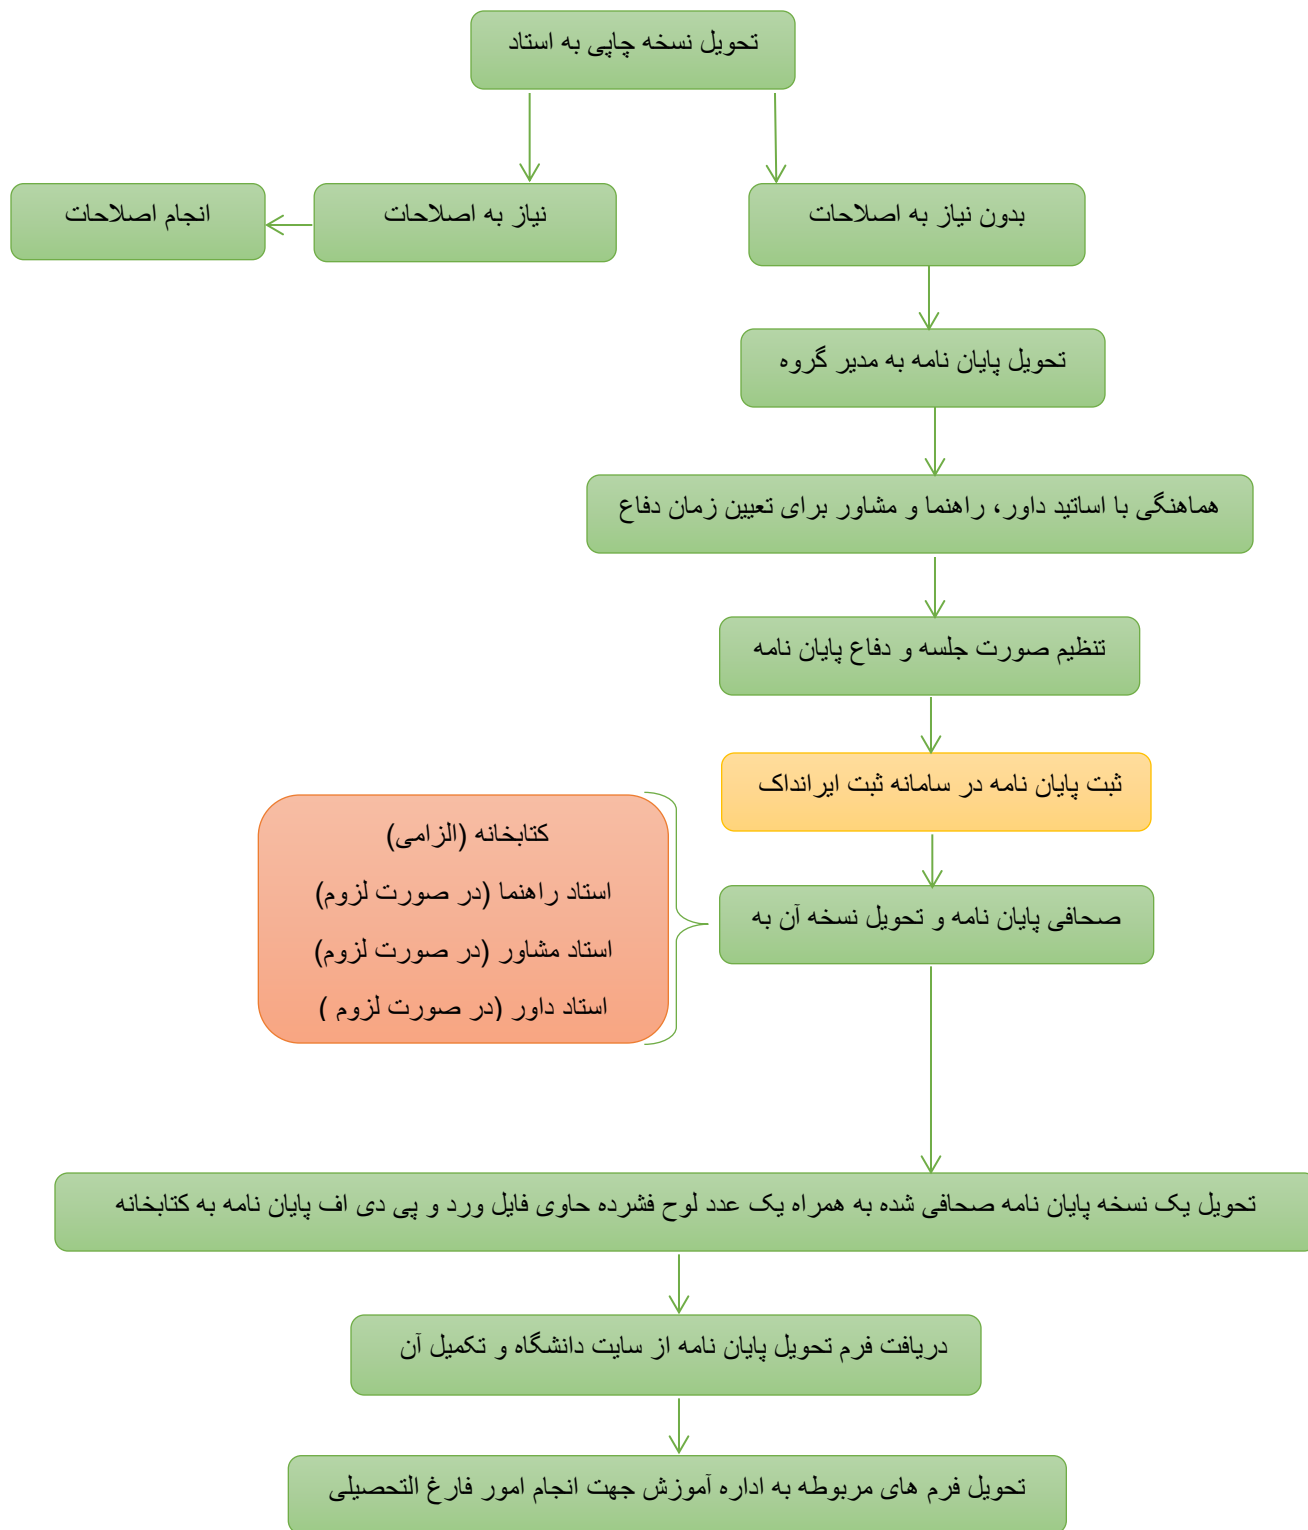 تحویل نسخه چاپی به استاد
بدون نیاز به اصلاحات
نیاز به اصلاحات
انجام اصلاحات
تحویل پایان نامه به مدیر گروه
هماهنگی با اساتید داور، راهنما و مشاور برای تعیین زمان دفاع
تنظیم صورت جلسه و دفاع پایان نامه
ثبت پایان نامه در سامانه ثبت ایرانداک
صحافی پایان نامه و تحویل نسخه آن به
کتابخانه (الزامی)
استاد راهنما (در صورت لزوم)
استاد مشاور (در صورت لزوم)
استاد داور (در صورت لزوم )
تحویل یک نسخه پایان نامه صحافی شده به همراه یک عدد لوح فشرده حاوی فایل ورد و پی دی اف پایان نامه به کتابخانه
دریافت فرم تحویل پایان نامه از سایت دانشگاه و تکمیل آن
تحویل فرم های مربوطه به اداره آموزش جهت انجام امور فارغ التحصیلی